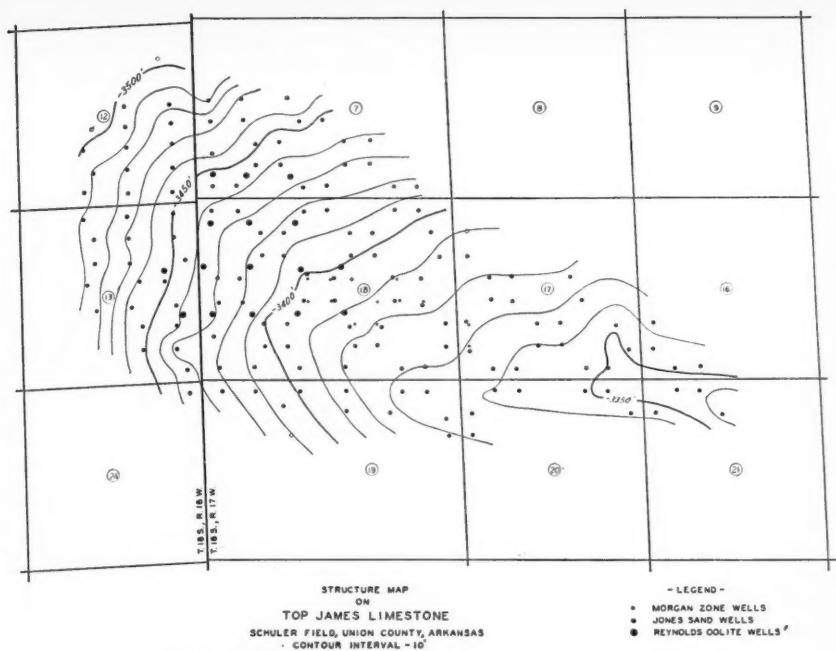 -3500'
12
7
8
9
-3450'
-3400'
13
18
17
16
-3350'
24
19
20
21
T. 18 S., R. 18 W.
T. 18 S., R. 17 W.
STRUCTURE MAP
ON
TOP JAMES LIMESTONE
SCHULER FIELD, UNION COUNTY, ARKANSAS
CONTOUR INTERVAL - 10'
- LEGEND -
MORGAN ZONE WELLS
JONES SAND WELLS
REYNOLDS OOLITE WELLS